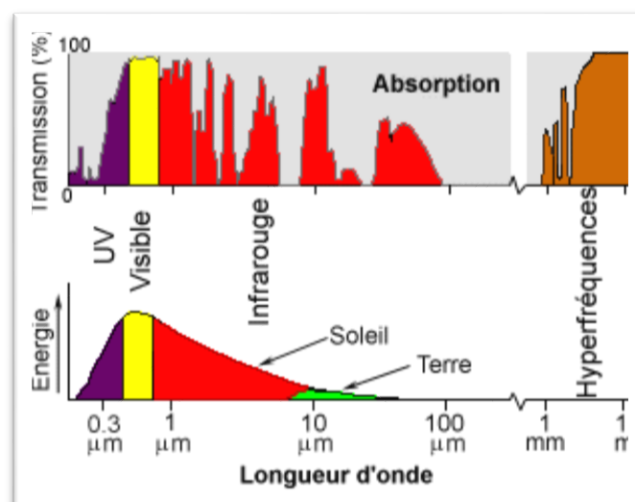 Transmission (%)
100
0
Absorption
UV
Visible
Infrarouge
Hyperfréquences
Energie
Soleil
Terre
0.3
μm
1
μm
10
μm
100
μm
1
mm
1
Longueur d'onde